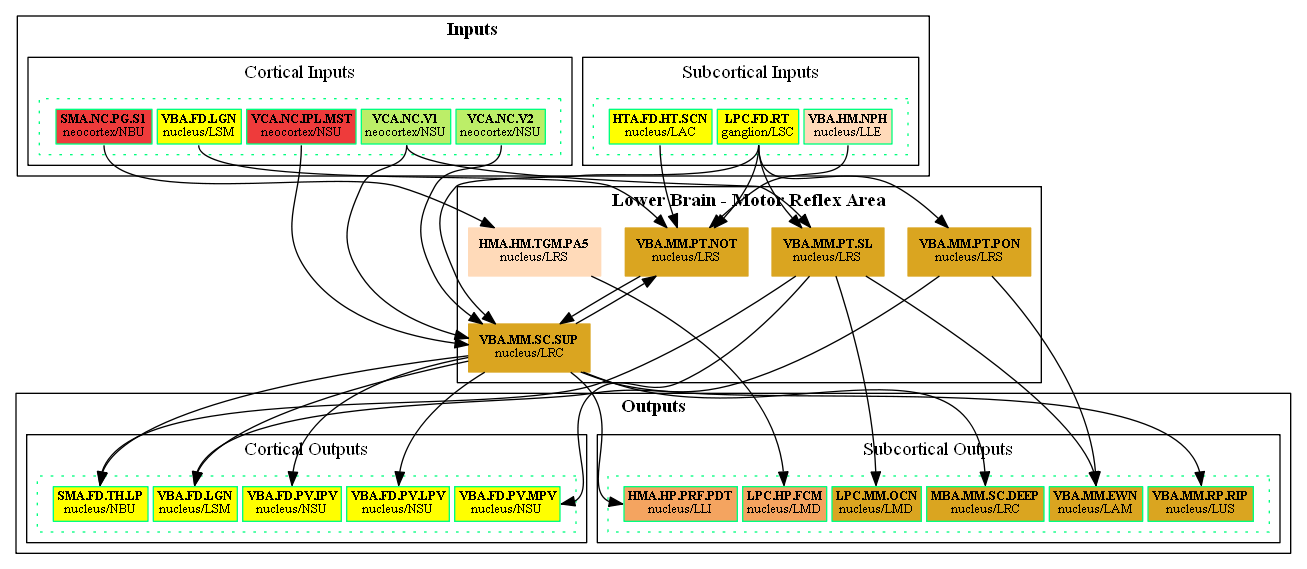 Inputs
Cortical Inputs
Subcortical Inputs
SMA.NC.PG.S1
neocortex/NBU
VBA.FD.LGN
nucleus/LSM
VCA.NC.IPL.MST
neocortex/NSU
VCA.NC.V1
neocortex/NSU
VCA.NC.V2
neocortex/NSU
HTA.FD.HT.SCN
nucleus/LAC
LPC.FD.RT
ganglion/LSC
VBA.HM.NPH
nucleus/LLE
Lower Brain - Motor Reflex Area
HMA.HM.TGM.PA5
nucleus/LRS
VBA.MM.PT.NOT
nucleus/LRS
VBA.MM.PT.SL
nucleus/LRS
VBA.MM.PT.PON
nucleus/LRS
VBA.MM.SC.SUP
nucleus/LRC
Outputs
Cortical Outputs
Subcortical Outputs
SMA.FD.TH.LP
nucleus/NBU
VBA.FD.LGN
nucleus/LSM
VBA.FD.PV.IPV
nucleus/NSU
VBA.FD.PV.LPV
nucleus/NSU
VBA.FD.PV.MPV
nucleus/NSU
HMA.HP.PRF.PDT
nucleus/LLI
LPC.HP.FCM
nucleus/LMD
LPC.MM.OCN
nucleus/LMD
MBA.MM.SC.DEEP
nucleus/LRC
VBA.MM.EWN
nucleus/LAM
VBA.MM.RP.RIP
nucleus/LUS